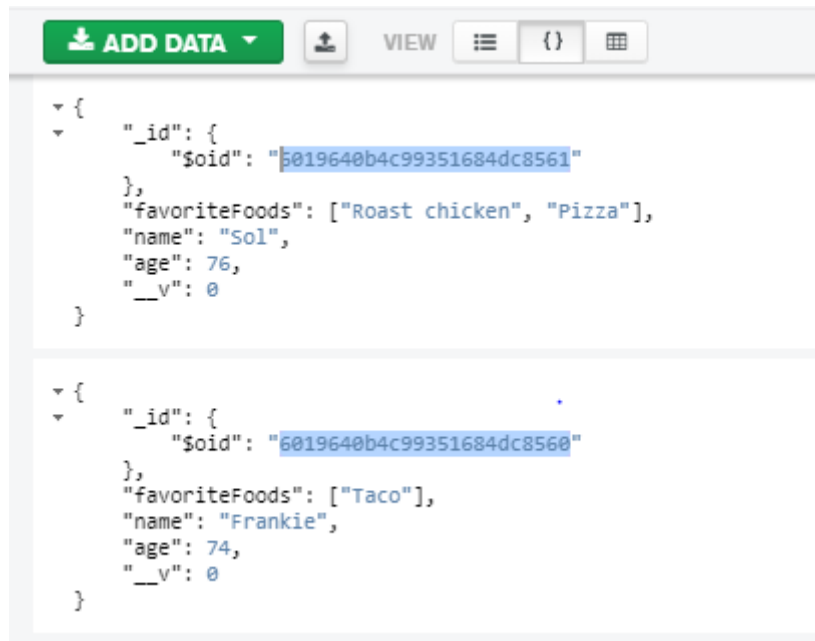 ADD DATA VIEW {}
{
"_id": {
"$oid": "6019640b4c99351684dc8561"
},
"favoriteFoods": ["Roast chicken", "Pizza"],
"name": "Sol",
"age": 76,
"__v": 0
}
{
"_id": {
"$oid": "6019640b4c99351684dc8560"
},
"favoriteFoods": ["Taco"],
"name": "Frankie",
"age": 74,
"__v": 0
}